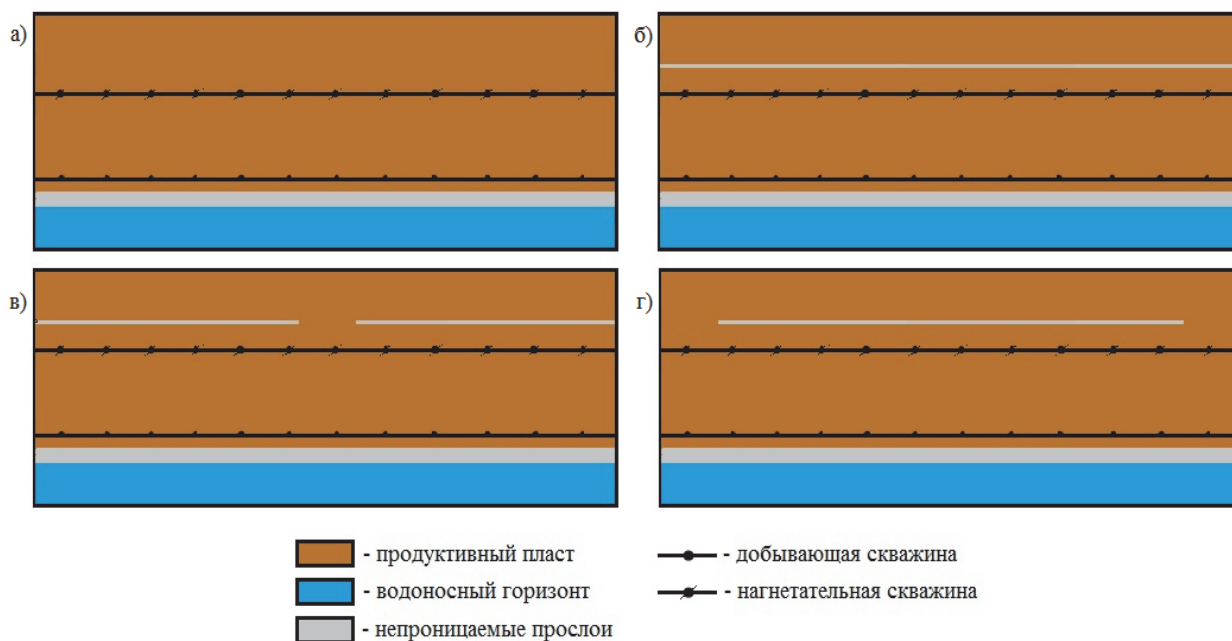 а)
б)
в)
г)
- продуктивный пласт
- добывающая скважина
- водоносный горизонт
- нагнетательная скважина
- непроницаемые прослои